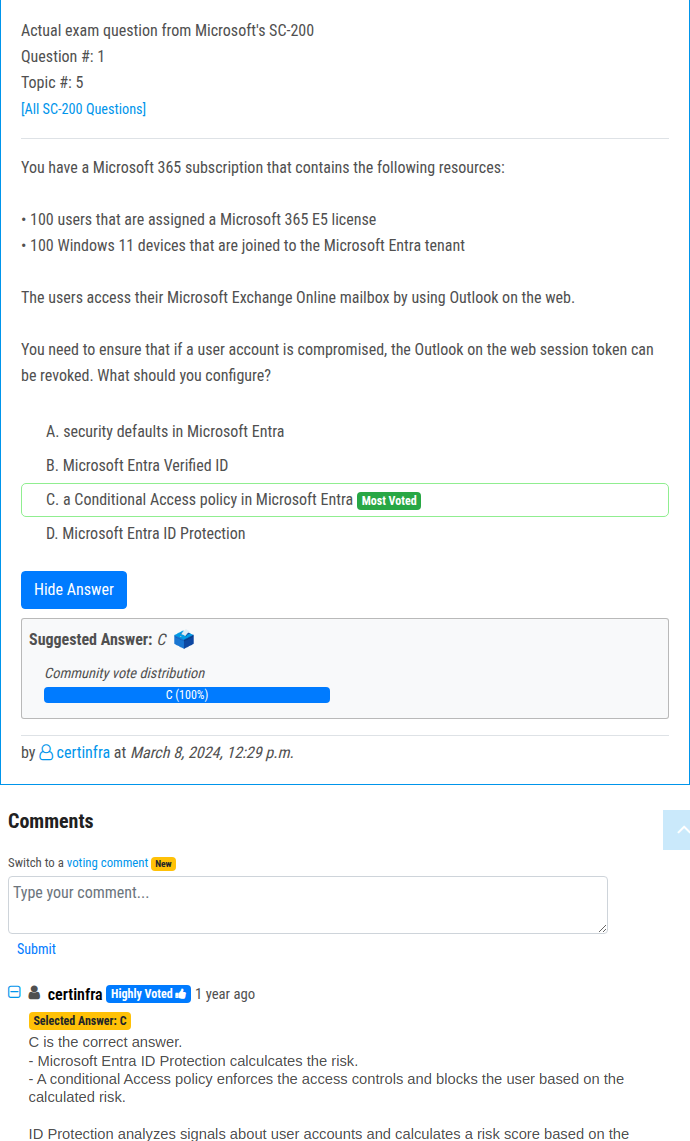 Actual exam question from Microsoft's SC-200
Question #: 1
Topic #: 5
[All SC-200 Questions]
You have a Microsoft 365 subscription that contains the following resources:
• 100 users that are assigned a Microsoft 365 E5 license
• 100 Windows 11 devices that are joined to the Microsoft Entra tenant
The users access their Microsoft Exchange Online mailbox by using Outlook on the web.
You need to ensure that if a user account is compromised, the Outlook on the web session token can
be revoked. What should you configure?
A. security defaults in Microsoft Entra
B. Microsoft Entra Verified ID
C. a Conditional Access policy in Microsoft Entra Most Voted
D. Microsoft Entra ID Protection
Hide Answer
Suggested Answer: C
Community vote distribution
C (100%)
by certinfra at March 8, 2024, 12:29 p.m.
Comments
Switch to a voting comment New
Type your comment...
Submit
certinfra Highly Voted 1 year ago
Selected Answer: C
C is the correct answer.
- Microsoft Entra ID Protection calculcates the risk.
- A conditional Access policy enforces the access controls and blocks the user based on the
calculated risk.
ID Protection analyzes signals about user accounts and calculates a risk score based on the